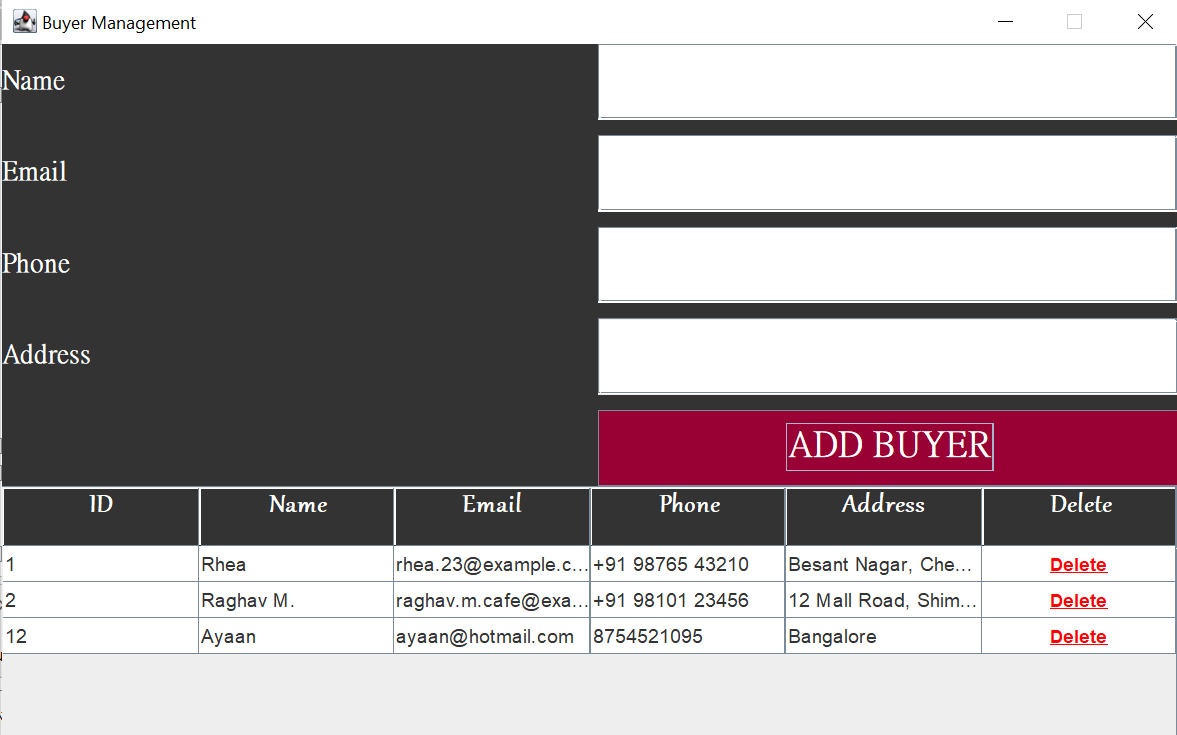 Buyer Management
Name
Email
Phone
Address
ADD BUYER
ID Name Email Phone Address Delete
1 Rhea rhea.23@example.c... +91 98765 43210 Besant Nagar, Che... Delete
2 Raghav M. raghav.m.cafe@exa... +91 98101 23456 12 Mall Road, Shim... Delete
12 Ayaan ayaan@hotmail.com 8754521095 Bangalore Delete